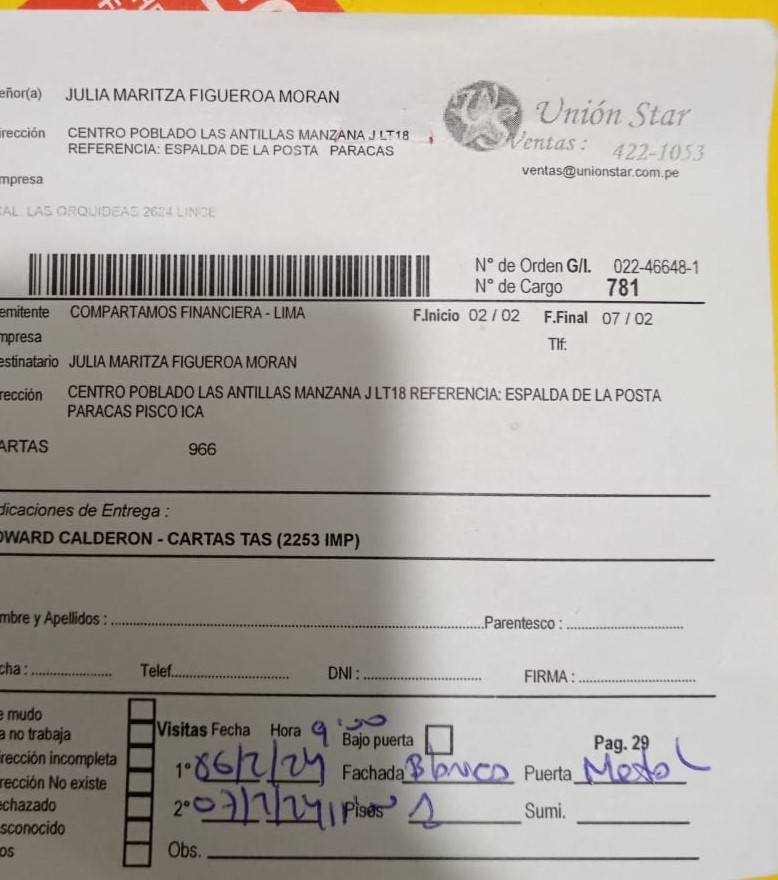 eñor(a) JULIA MARITZA FIGUEROA MORAN
Unión Star
irección CENTRO POBLADO LAS ANTILLAS MANZANA J LT18
REFERENCIA: ESPALDA DE LA POSTA PARACAS
Ventas: 422-1053
ventas@unionstar.com.pe
mpresa
CAL. LAS ORQUIDEAS 2624 LINCE
N° de Orden G/I. 022-46648-1
N° de Cargo 781
emitente COMPARTAMOS FINANCIERA - LIMA F.Inicio 02 / 02 F.Final 07 / 02
mpresa Tlf:
estinatario JULIA MARITZA FIGUEROA MORAN
rección CENTRO POBLADO LAS ANTILLAS MANZANA J LT18 REFERENCIA: ESPALDA DE LA POSTA
PARACAS PISCO ICA
ARTAS 966
dicaciones de Entrega :
OWARD CALDERON - CARTAS TAS (2253 IMP)
mbre y Apellidos : Parentesco :
cha : Telef. DNI : FIRMA :
e mudo
a no trabaja
irección incompleta
rección No existe
echazado
sconocido
os
Visitas Fecha Hora 9:00 Bajo puerta Pag. 29
1° 06/2/24 Fachada Blanco Puerta Metal
2° 07/2/24 Pisos 1 Sumi.
Obs.